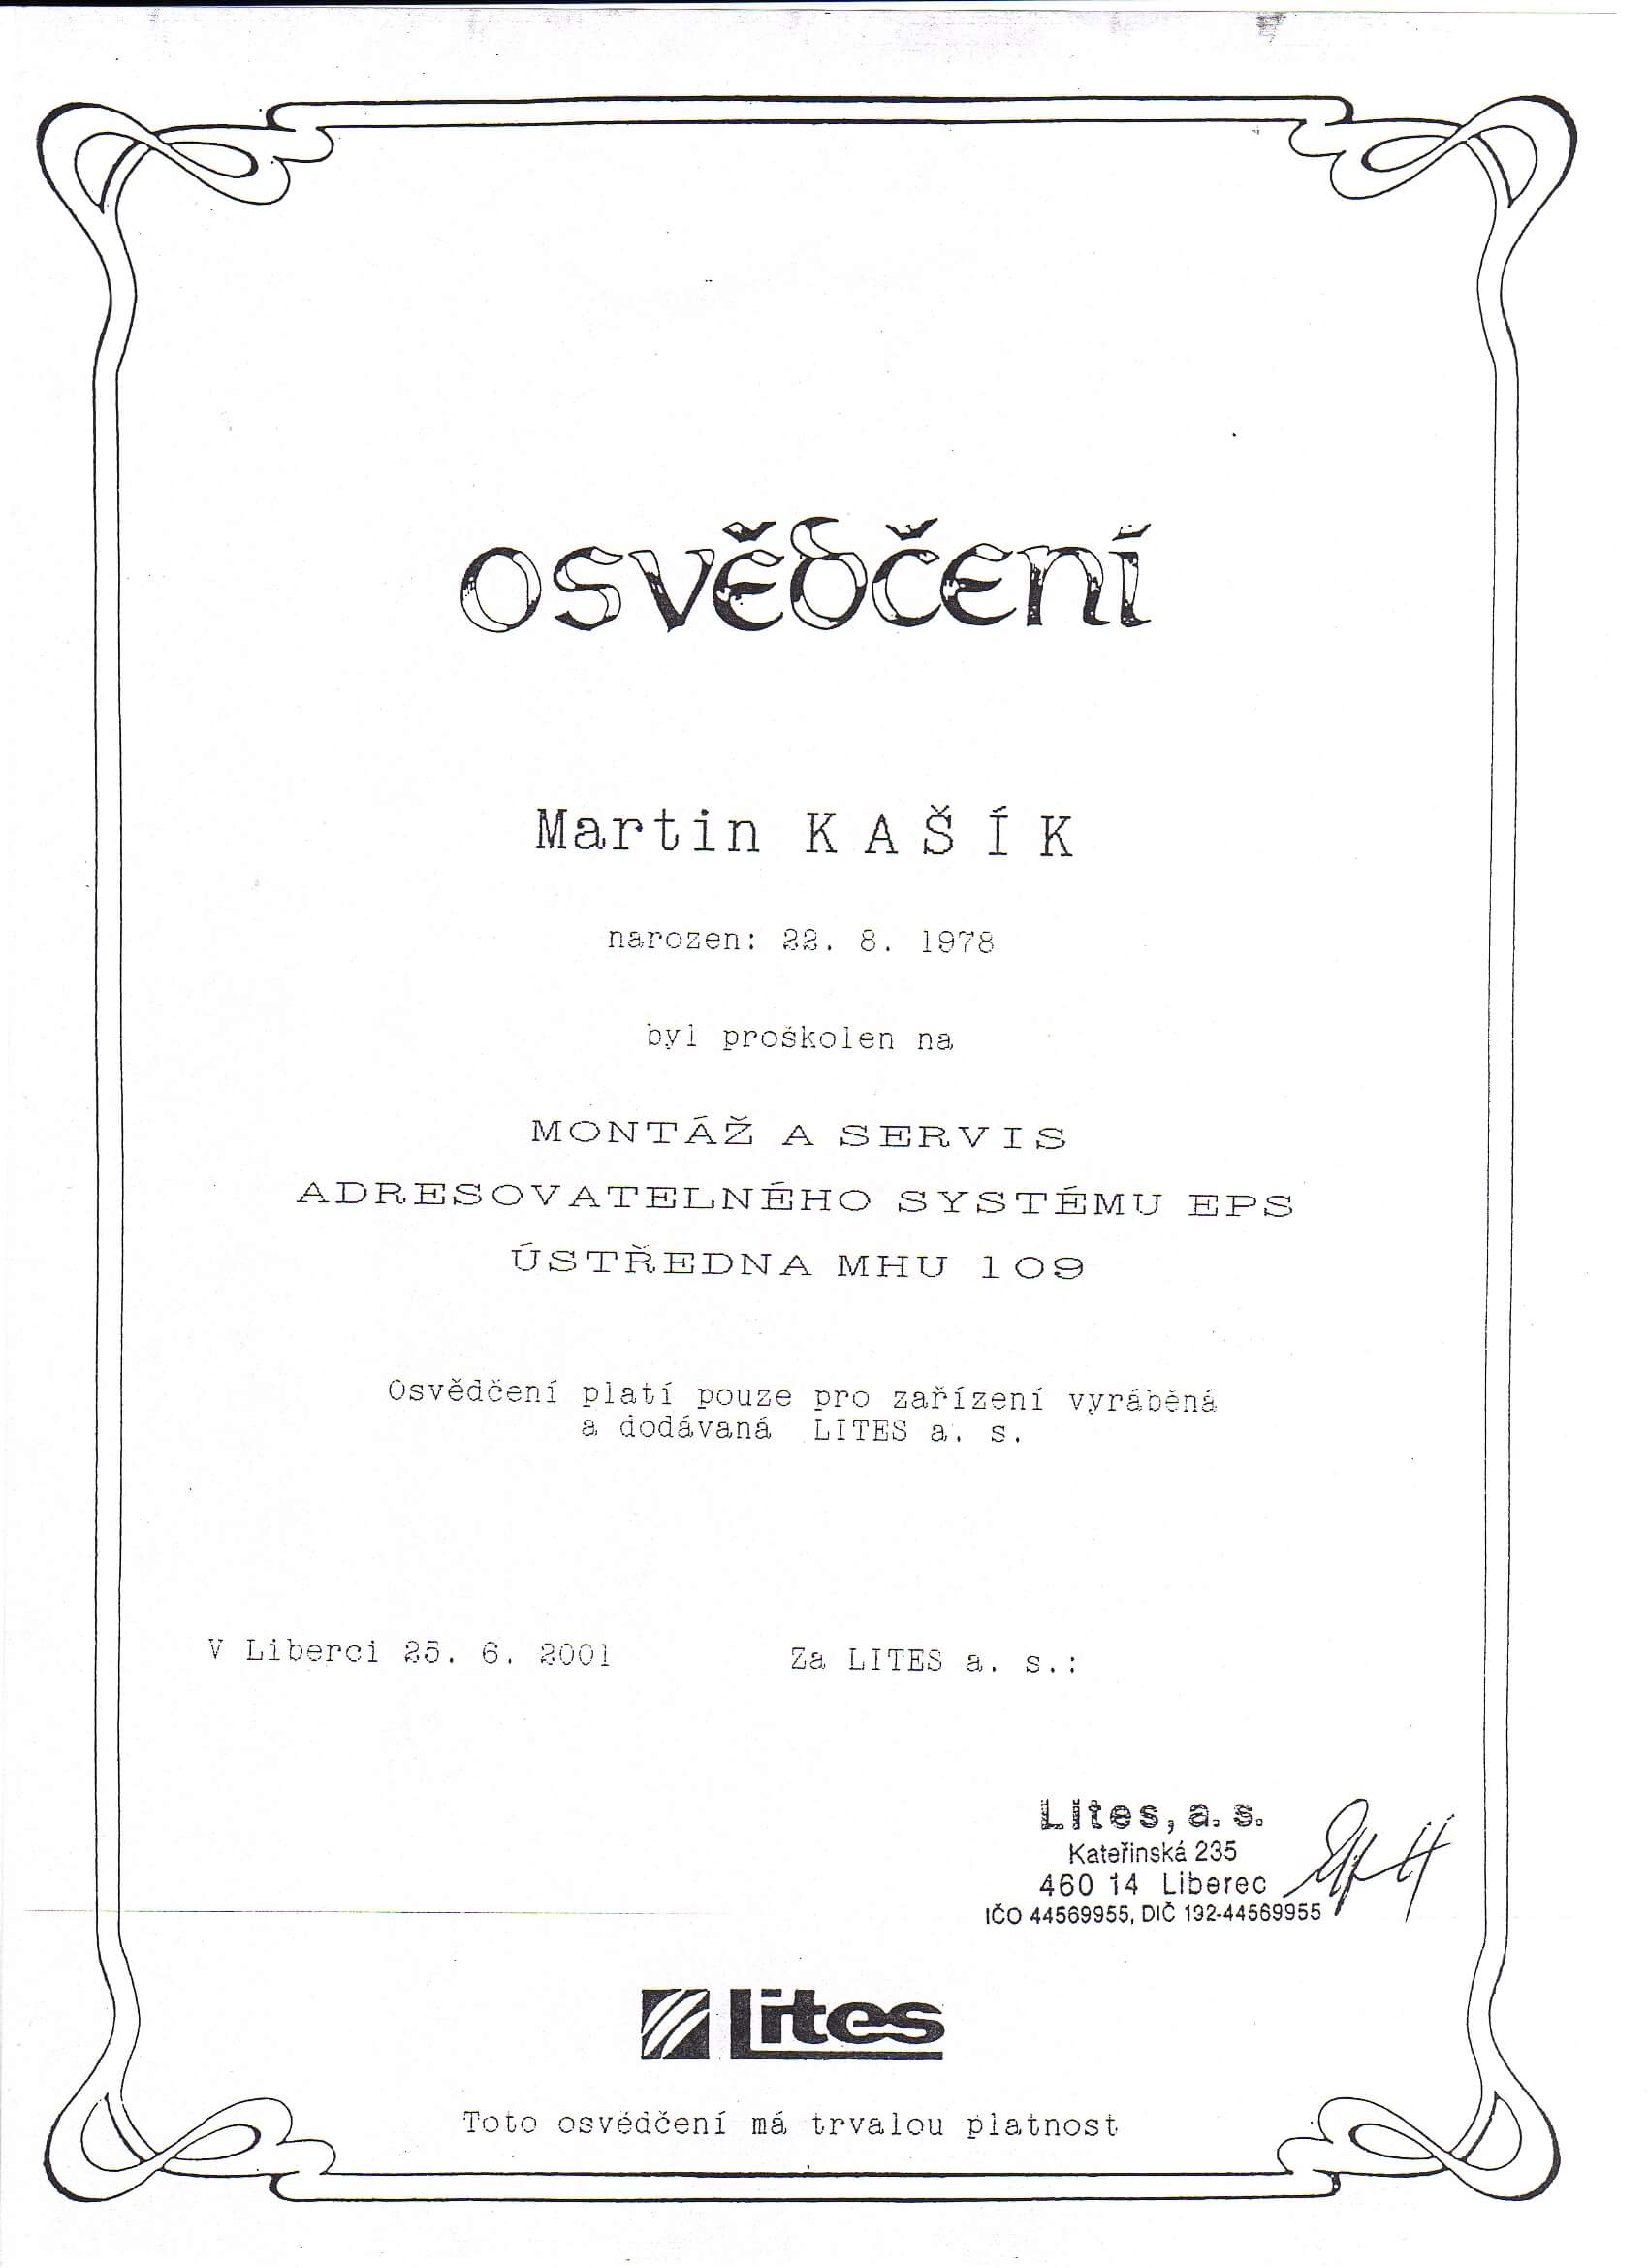 osvědčení
Martin KAŠÍK
narozen: 22. 8. 1978
byl proškolen na
MONTÁŽ A SERVIS
ADRESOVATELNÉHO SYSTÉMU EPS
ÚSTŘEDNA MHU 109
Osvědčení platí pouze pro zařízení vyráběná
a dodávaná LITES a. s.
V Liberci 25. 6. 2001 Za LITES a. s.:
Lites, a. s.
Kateřinská 235
460 14 Liberec
IČO 44569955, DIČ 192-44569955
Lites
Toto osvědčení má trvalou platnost